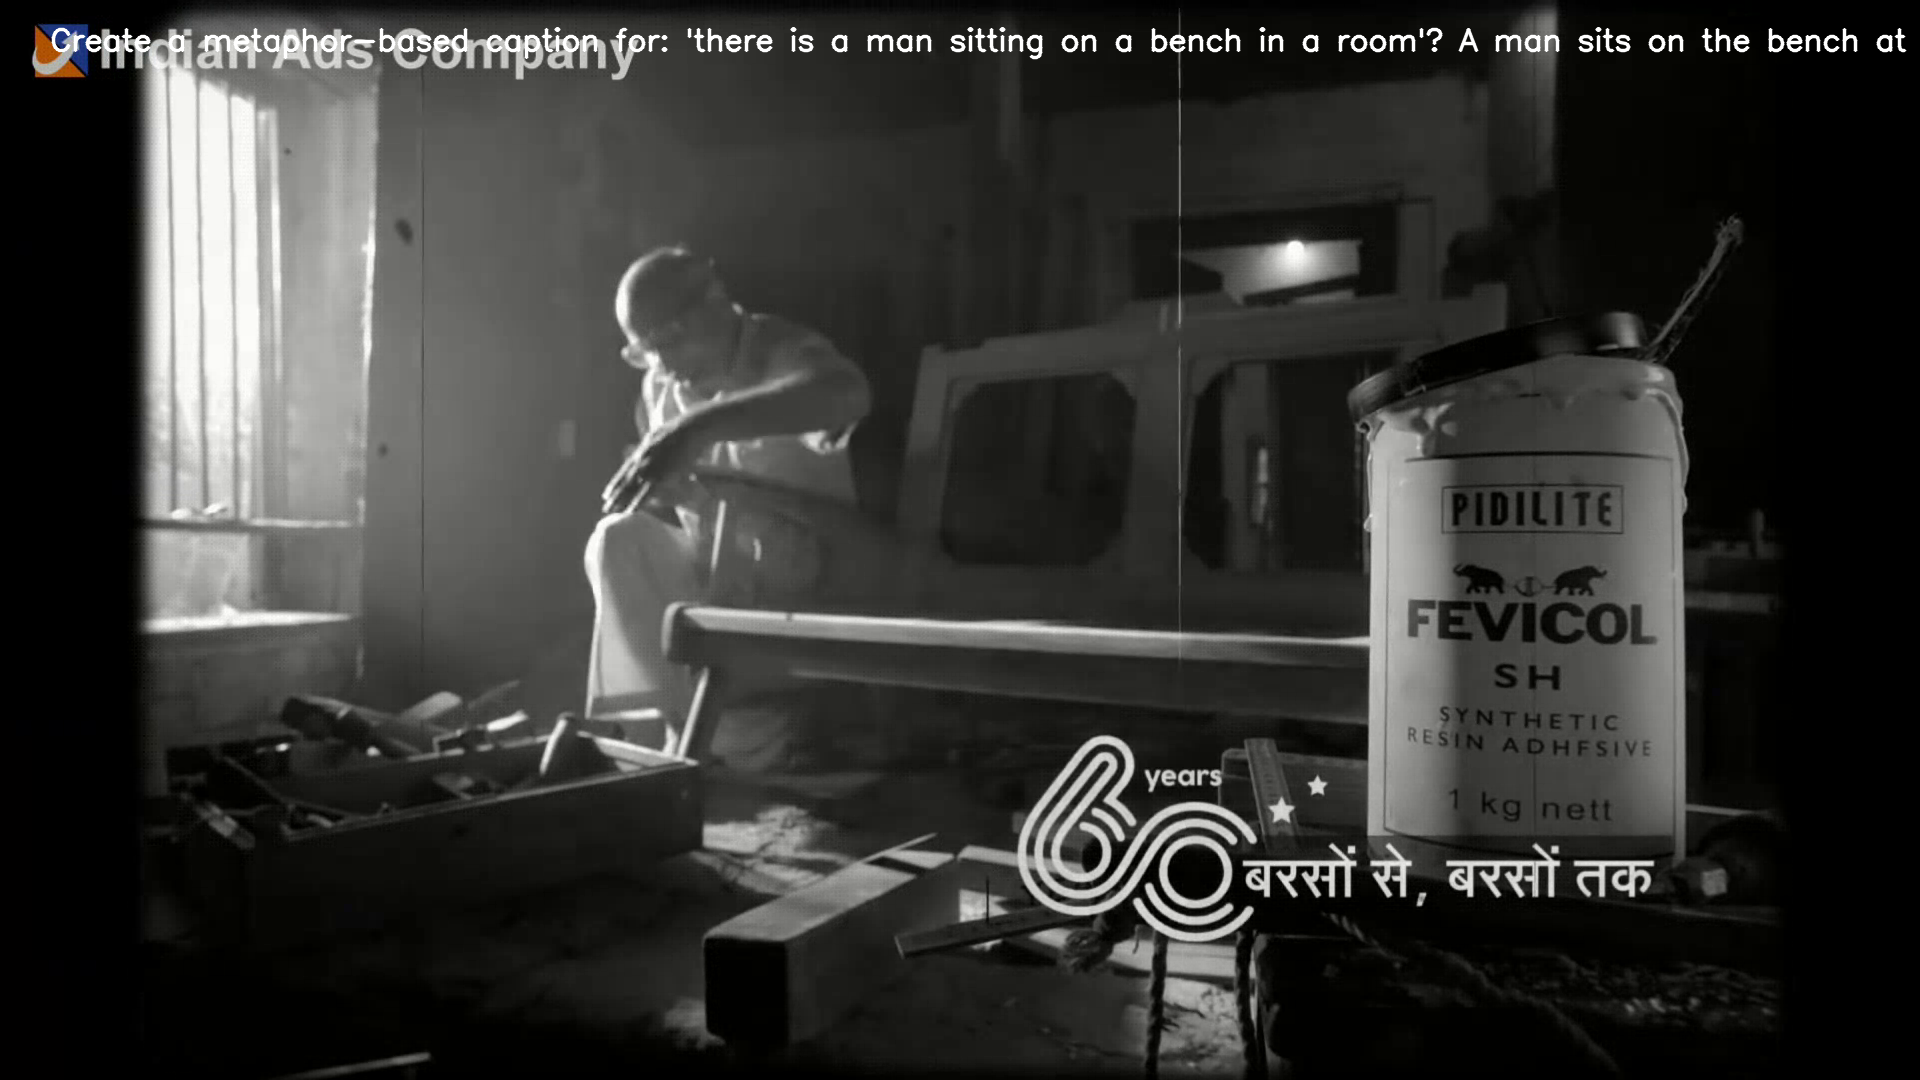 Create a metaphor-based caption for: 'there is a man sitting on a bench in a room'? A man sits on the bench at
Indian Ads Company
PIDILITE
FEVICOL
SH
SYNTHETIC
RESIN ADHESIVE
1 kg nett
60 years
बरसों से, बरसों तक